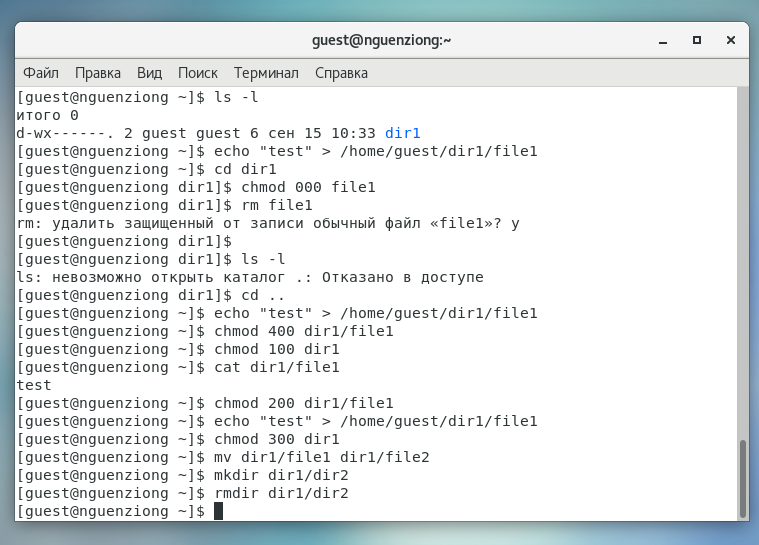 guest@nguenziong:~
Файл Правка Вид Поиск Терминал Справка
[guest@nguenziong ~]$ ls -l
итого 0
d-wx------. 2 guest guest 6 сен 15 10:33 dir1
[guest@nguenziong ~]$ echo "test" > /home/guest/dir1/file1
[guest@nguenziong ~]$ cd dir1
[guest@nguenziong dir1]$ chmod 000 file1
[guest@nguenziong dir1]$ rm file1
rm: удалить защищенный от записи обычный файл «file1»? y
[guest@nguenziong dir1]$
[guest@nguenziong dir1]$ ls -l
ls: невозможно открыть каталог .: Отказано в доступе
[guest@nguenziong dir1]$ cd ..
[guest@nguenziong ~]$ echo "test" > /home/guest/dir1/file1
[guest@nguenziong ~]$ chmod 400 dir1/file1
[guest@nguenziong ~]$ chmod 100 dir1
[guest@nguenziong ~]$ cat dir1/file1
test
[guest@nguenziong ~]$ chmod 200 dir1/file1
[guest@nguenziong ~]$ echo "test" > /home/guest/dir1/file1
[guest@nguenziong ~]$ chmod 300 dir1
[guest@nguenziong ~]$ mv dir1/file1 dir1/file2
[guest@nguenziong ~]$ mkdir dir1/dir2
[guest@nguenziong ~]$ rmdir dir1/dir2
[guest@nguenziong ~]$